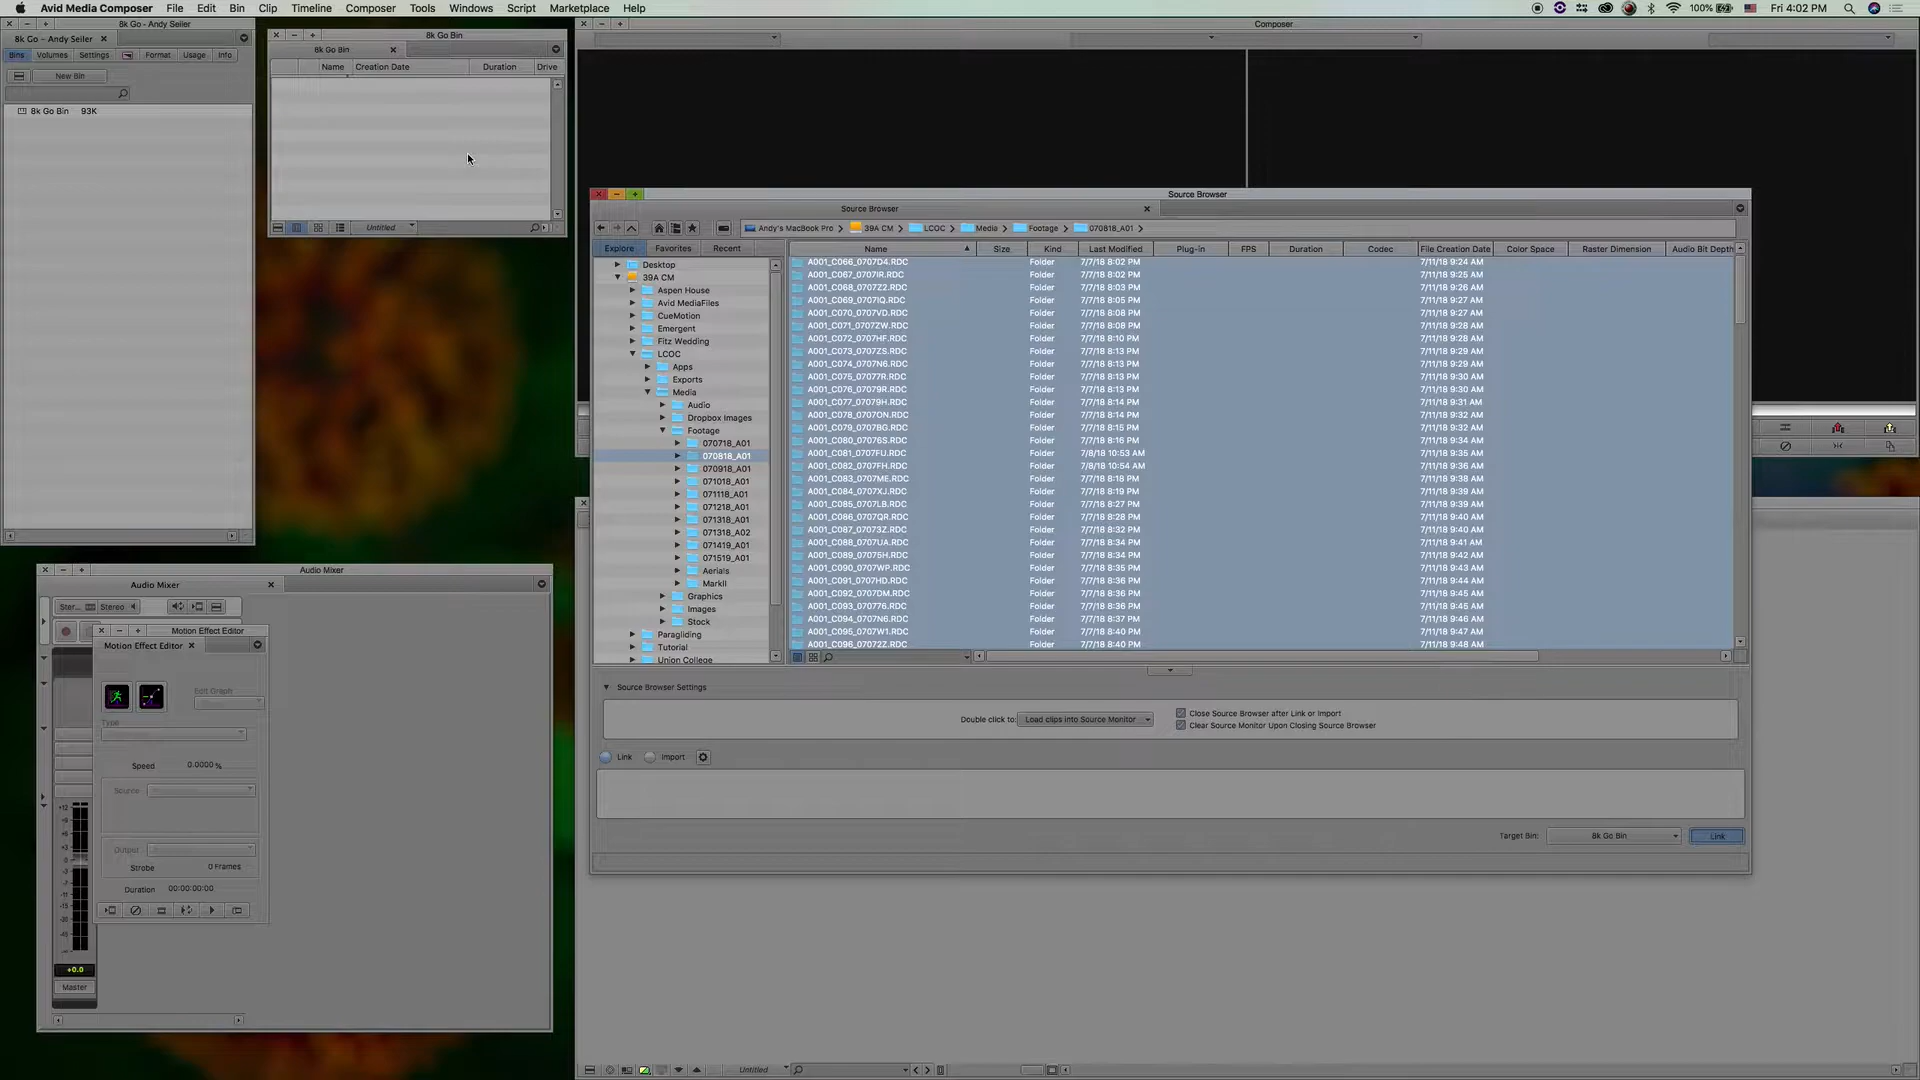 Avid Media Composer File Edit Bin Clip Timeline Composer Tools Windows Script Marketplace Help
100% Fri 4:02 PM
8k Go - Andy Seiler
8k Go - Andy Seiler
Bins Volumes Settings Format Usage Info
New Bin
8k Go Bin 93K
8k Go Bin
8k Go Bin
Name Creation Date Duration Drive
Untitled
Composer
Source Browser
Source Browser
Andy's MacBook Pro 39A CM LCOC Media Footage 070818_A01
Explore Favorites Recent
Desktop
39A CM
Aspen House
Avid MediaFiles
CueMotion
Emergent
Fitz Wedding
LCOC
Apps
Exports
Media
Audio
Dropbox Images
Footage
070718_A01
070818_A01
070918_A01
071018_A01
071118_A01
071218_A01
071318_A01
071318_A02
071419_A01
071519_A01
Aerials
MarkII
Graphics
Images
Stock
Paragliding
Tutorial
Union College
Name Size Kind Last Modified Plug-in FPS Duration Codec File Creation Date Color Space Raster Dimension Audio Bit Depth
A001_C066_0707D4.RDC Folder 7/7/18 8:02 PM 7/11/18 9:24 AM
A001_C067_0707IR.RDC Folder 7/7/18 8:02 PM 7/11/18 9:25 AM
A001_C068_0707Z2.RDC Folder 7/7/18 8:03 PM 7/11/18 9:26 AM
A001_C069_0707IQ.RDC Folder 7/7/18 8:05 PM 7/11/18 9:27 AM
A001_C070_0707VD.RDC Folder 7/7/18 8:08 PM 7/11/18 9:27 AM
A001_C071_0707ZW.RDC Folder 7/7/18 8:08 PM 7/11/18 9:28 AM
A001_C072_0707HF.RDC Folder 7/7/18 8:10 PM 7/11/18 9:28 AM
A001_C073_0707ZS.RDC Folder 7/7/18 8:13 PM 7/11/18 9:29 AM
A001_C074_0707N6.RDC Folder 7/7/18 8:13 PM 7/11/18 9:29 AM
A001_C075_07077R.RDC Folder 7/7/18 8:13 PM 7/11/18 9:30 AM
A001_C076_07079R.RDC Folder 7/7/18 8:13 PM 7/11/18 9:30 AM
A001_C077_07079H.RDC Folder 7/7/18 8:14 PM 7/11/18 9:31 AM
A001_C078_0707ON.RDC Folder 7/7/18 8:14 PM 7/11/18 9:32 AM
A001_C079_0707BG.RDC Folder 7/7/18 8:15 PM 7/11/18 9:32 AM
A001_C080_07076S.RDC Folder 7/7/18 8:16 PM 7/11/18 9:34 AM
A001_C081_0707FU.RDC Folder 7/8/18 10:53 AM 7/11/18 9:35 AM
A001_C082_0707FH.RDC Folder 7/8/18 10:54 AM 7/11/18 9:36 AM
A001_C083_0707ME.RDC Folder 7/7/18 8:18 PM 7/11/18 9:38 AM
A001_C084_0707XJ.RDC Folder 7/7/18 8:19 PM 7/11/18 9:39 AM
A001_C085_0707LB.RDC Folder 7/7/18 8:27 PM 7/11/18 9:39 AM
A001_C086_0707QR.RDC Folder 7/7/18 8:28 PM 7/11/18 9:40 AM
A001_C087_07073Z.RDC Folder 7/7/18 8:32 PM 7/11/18 9:40 AM
A001_C088_0707UA.RDC Folder 7/7/18 8:34 PM 7/11/18 9:41 AM
A001_C089_07075H.RDC Folder 7/7/18 8:34 PM 7/11/18 9:42 AM
A001_C090_0707WP.RDC Folder 7/7/18 8:35 PM 7/11/18 9:43 AM
A001_C091_0707HD.RDC Folder 7/7/18 8:36 PM 7/11/18 9:44 AM
A001_C092_0707DM.RDC Folder 7/7/18 8:36 PM 7/11/18 9:45 AM
A001_C093_070776.RDC Folder 7/7/18 8:36 PM 7/11/18 9:45 AM
A001_C094_0707N6.RDC Folder 7/7/18 8:37 PM 7/11/18 9:46 AM
A001_C095_0707W1.RDC Folder 7/7/18 8:40 PM 7/11/18 9:47 AM
A001_C096_07072Z.RDC Folder 7/7/18 8:40 PM 7/11/18 9:48 AM
Source Browser Settings
Double click to: Load clips into Source Monitor
Close Source Browser after Link or Import
Clear Source Monitor Upon Closing Source Browser
Link Import
Target Bin: 8k Go Bin Link
Audio Mixer
Audio Mixer
Ster... Stereo
Motion Effect Editor
Motion Effect Editor
Edit Graph
Type
Speed 0.0000 %
Source
Output
Strobe 0 Frames
Duration 00:00:00:00
+0.0
Master
Untitled